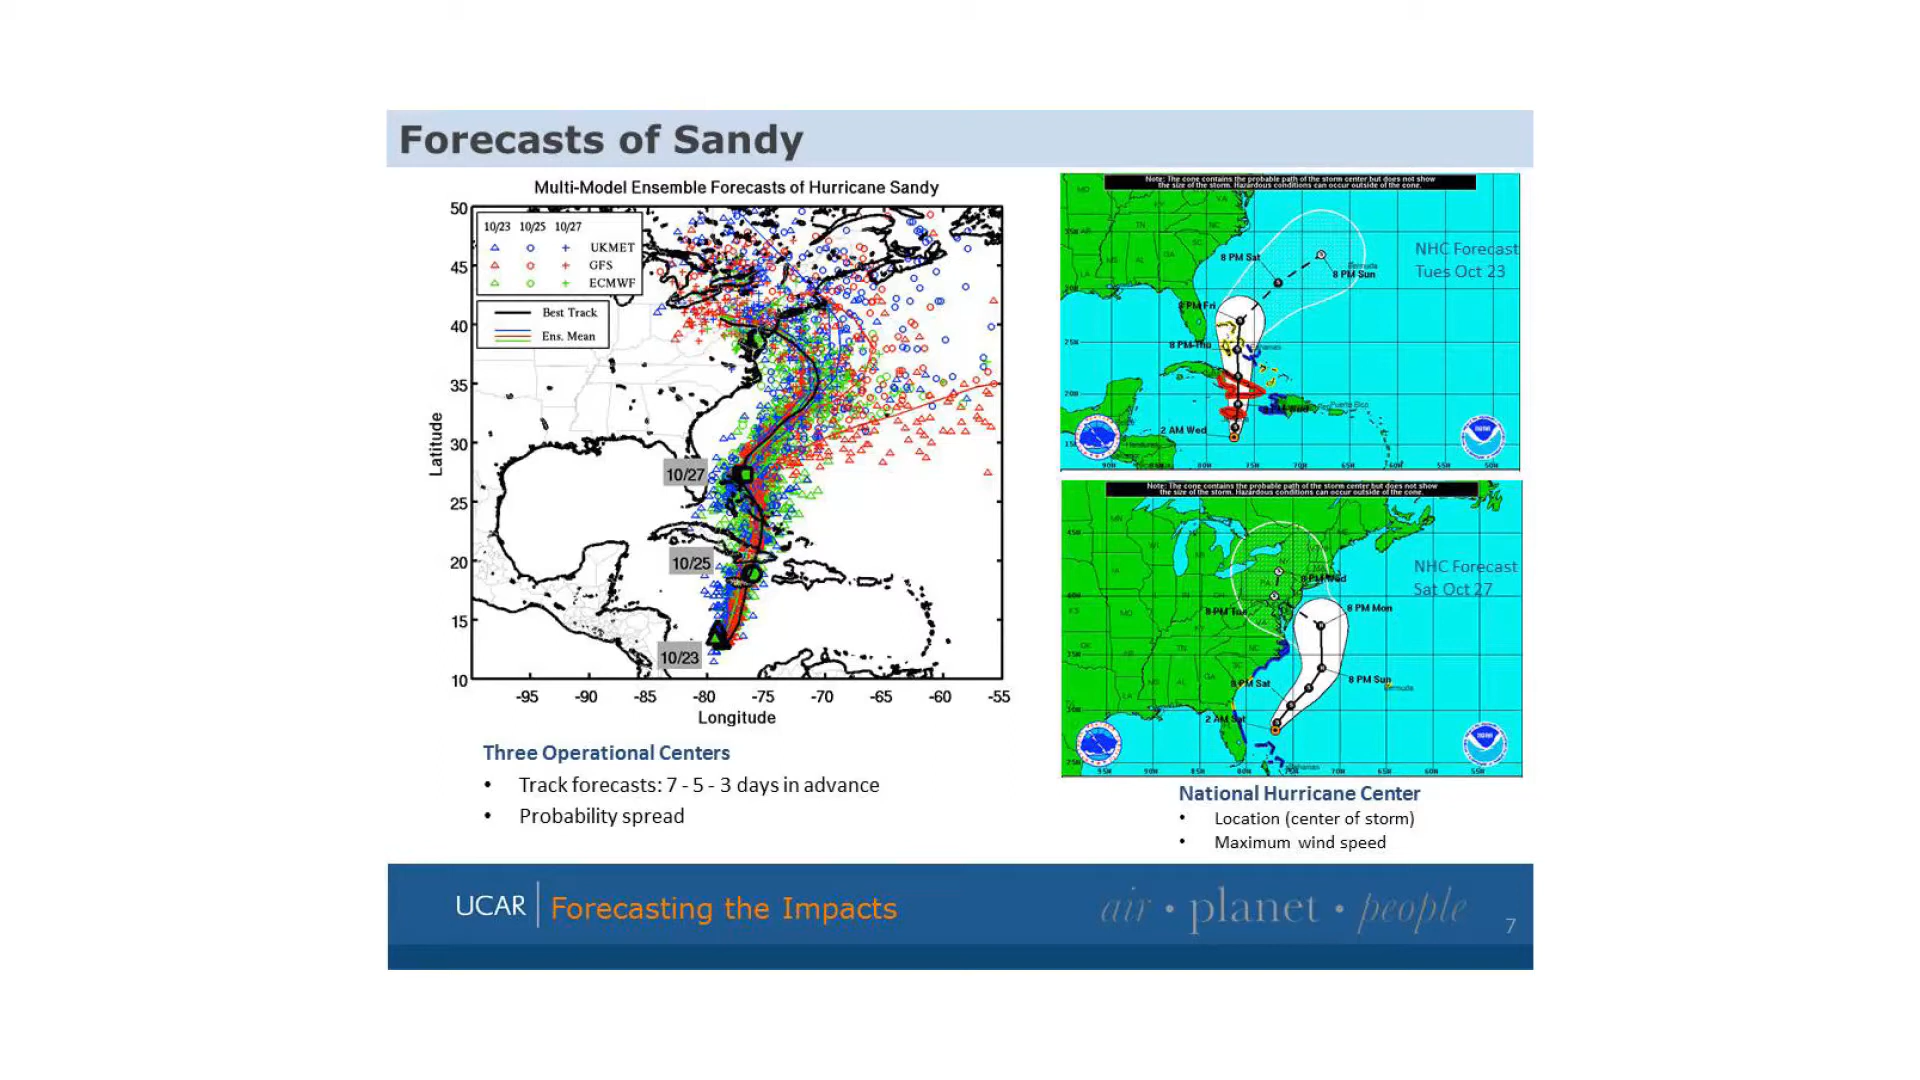 Forecasts of Sandy
Multi-Model Ensemble Forecasts of Hurricane Sandy
10/23 10/25 10/27
UKMET
GFS
ECMWF
Best Track
Ens. Mean
50
45
40
35
30
25
20
15
10
Latitude
10/27
10/25
10/23
-95 -90 -85 -80 -75 -70 -65 -60 -55
Longitude
Three Operational Centers
• Track forecasts: 7 - 5 - 3 days in advance
• Probability spread
Note: The cone contains the probable path of the storm center but does not show
the size of the storm. Hazardous conditions can occur outside of the cone.
NHC Forecast
Tues Oct 23
8 PM Sat
8 PM Sun
Bermuda
8 PM Fri
8 PM Thu
Puerto Rico
2 AM Wed
Note: The cone contains the probable path of the storm center but does not show
the size of the storm. Hazardous conditions can occur outside of the cone.
NHC Forecast
Sat Oct 27
8 PM Wed
8 PM Tue
8 PM Mon
8 PM Sun
8 PM Sat
Bermuda
2 AM Sat
National Hurricane Center
• Location (center of storm)
• Maximum wind speed
UCAR Forecasting the Impacts
air • planet • people
7